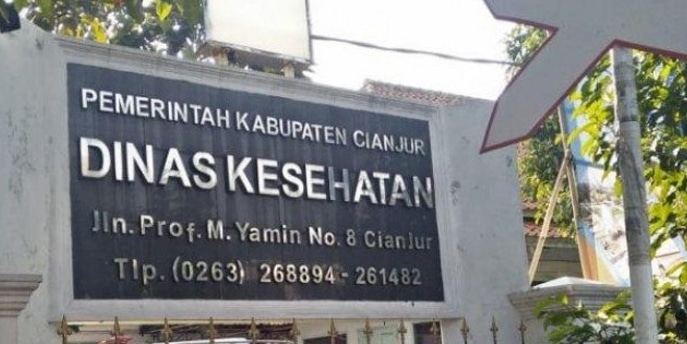 PEMERINTAH KABUPATEN CIANJUR
DINAS KESEHATAN
Jln. Prof. M. Yamin No. 8 Cianjur
Tlp. (0263) 268894 - 261482